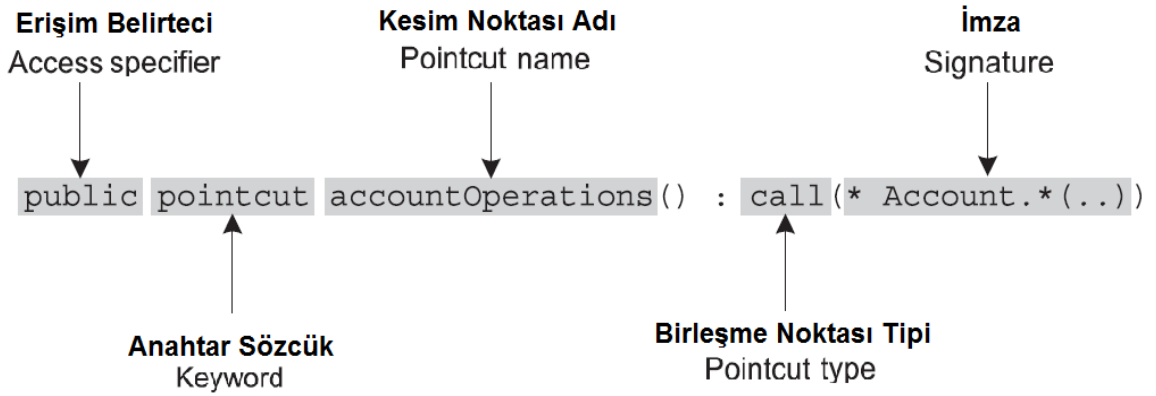 Erişim Belirteci
Access specifier
Kesim Noktası Adı
Pointcut name
İmza
Signature
public pointcut accountOperations() : call(* Account.*(..))
Anahtar Sözcük
Keyword
Birleşme Noktası Tipi
Pointcut type